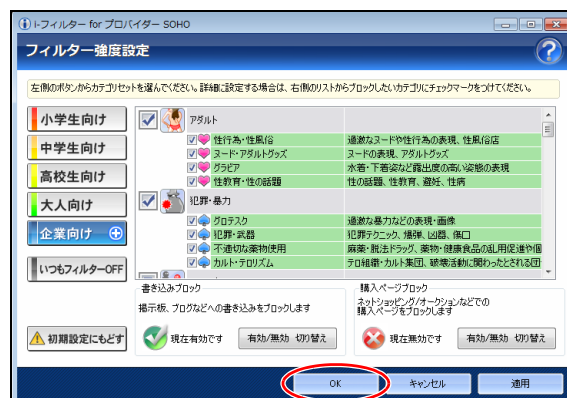 i-フィルター for プロバイダー SOHO
フィルター強度設定
?
左側のボタンからカテゴリセットを選んでください。詳細に設定する場合は、右側のリストからブロックしたいカテゴリにチェックマークをつけてください。
小学生向け
中学生向け
高校生向け
大人向け
企業向け
いつもフィルターOFF
初期設定にもどす
アダルト
性行為・性風俗 過激なヌードや性行為の表現、性風俗店
ヌード・アダルトグッズ ヌードの表現、アダルトグッズ
グラビア 水着・下着姿など露出度の高い姿態の表現
性教育・性の話題 性の話題、性教育、避妊、性病
犯罪・暴力
グロテスク 過激な暴力などの表現・画像
犯罪・武器 犯罪テクニック、爆弾、凶器、傷口
不適切な薬物使用 麻薬・脱法ドラッグ、薬物・健康食品の乱用促進や個
カルト・テロリズム テロ組織・カルト集団、破壊活動に関わったとされる団
書き込みブロック
掲示板、ブログなどへの書き込みをブロックします
現在有効です
有効/無効 切り替え
購入ページブロック
ネットショッピング/オークションなどでの
購入ページをブロックします
現在無効です
有効/無効 切り替え
OK
キャンセル
適用